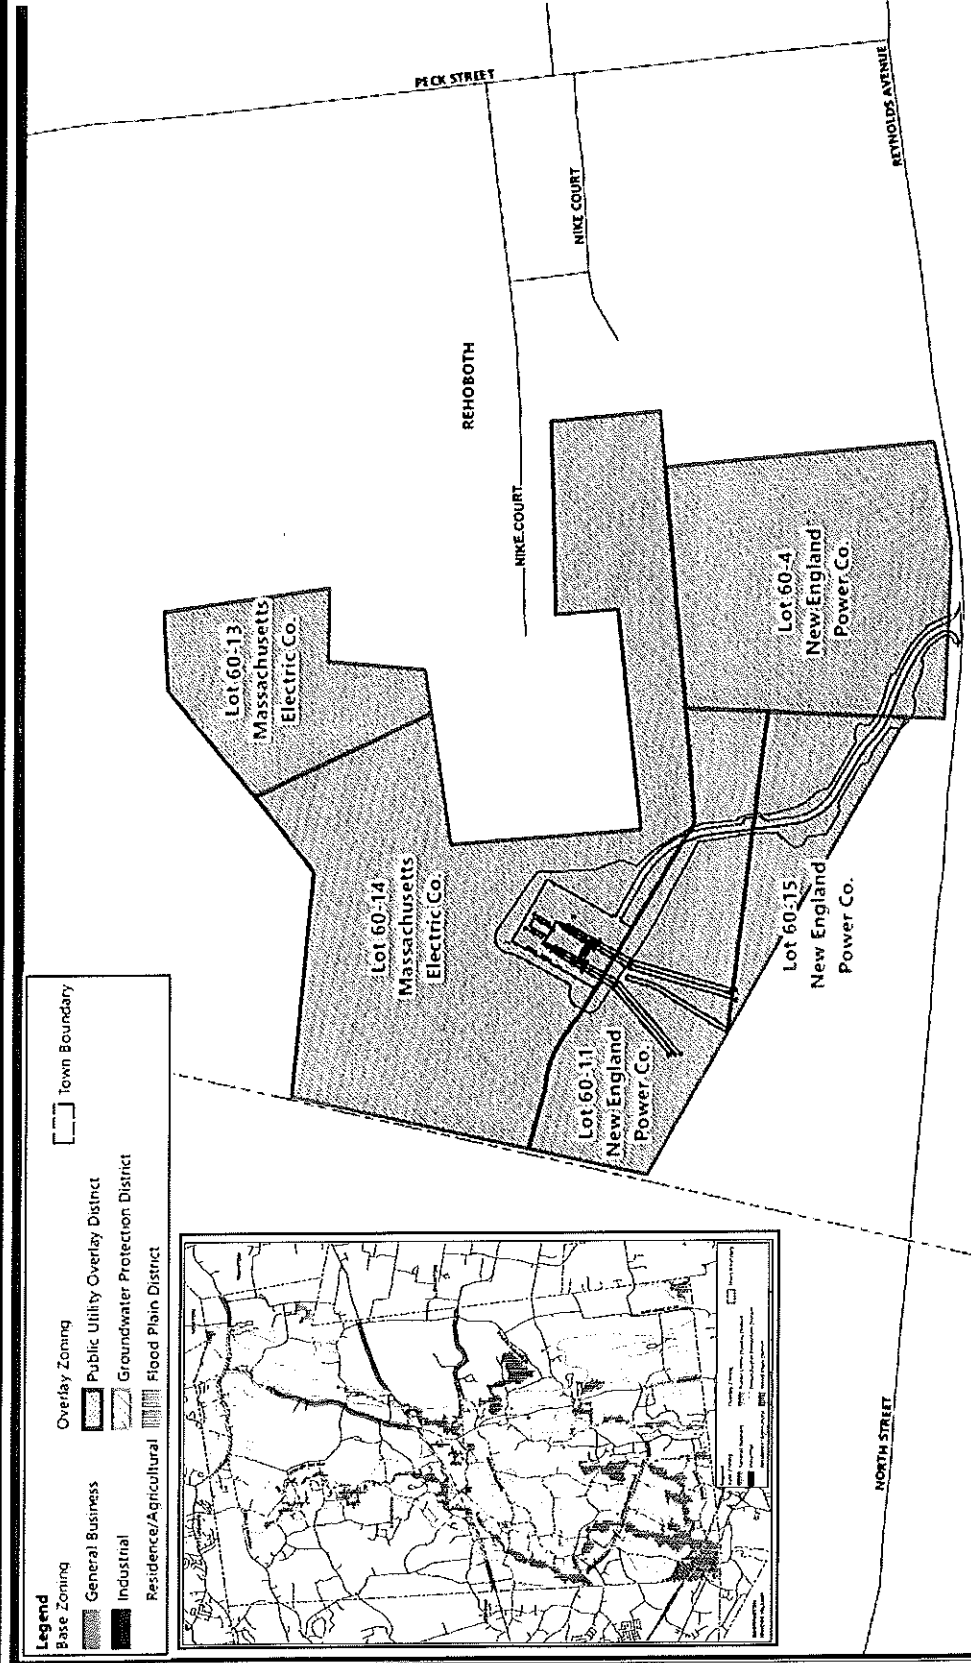 Legend
Base Zoning
General Business
Industrial
Residence/Agricultural
Overlay Zoning
Public Utility Overlay District
Groundwater Protection District
Flood Plain District
Town Boundary
PECK STREET
NIKE COURT
REYNOLDS AVENUE
REHOBOTH
NIKE COURT
Lot 60-13
Massachusetts
Electric Co.
Lot 60-14
Massachusetts
Electric Co.
Lot 60-4
New England
Power Co.
Lot 60-11
New England
Power Co.
Lot 60-15
New England
Power Co.
NORTH STREET